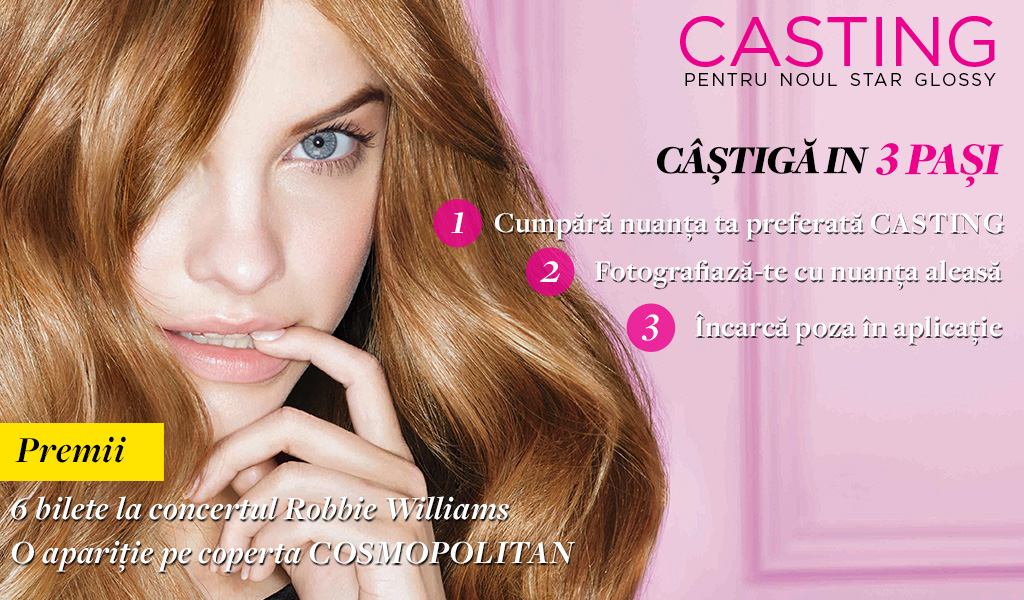 CASTING
PENTRU NOUL STAR GLOSSY
CÂȘTIGĂ IN 3 PAȘI
1 Cumpără nuanța ta preferată CASTING
2 Fotografiază-te cu nuanța aleasă
3 Încarcă poza în aplicație
Premii
6 bilete la concertul Robbie Williams
O apariție pe coperta COSMOPOLITAN